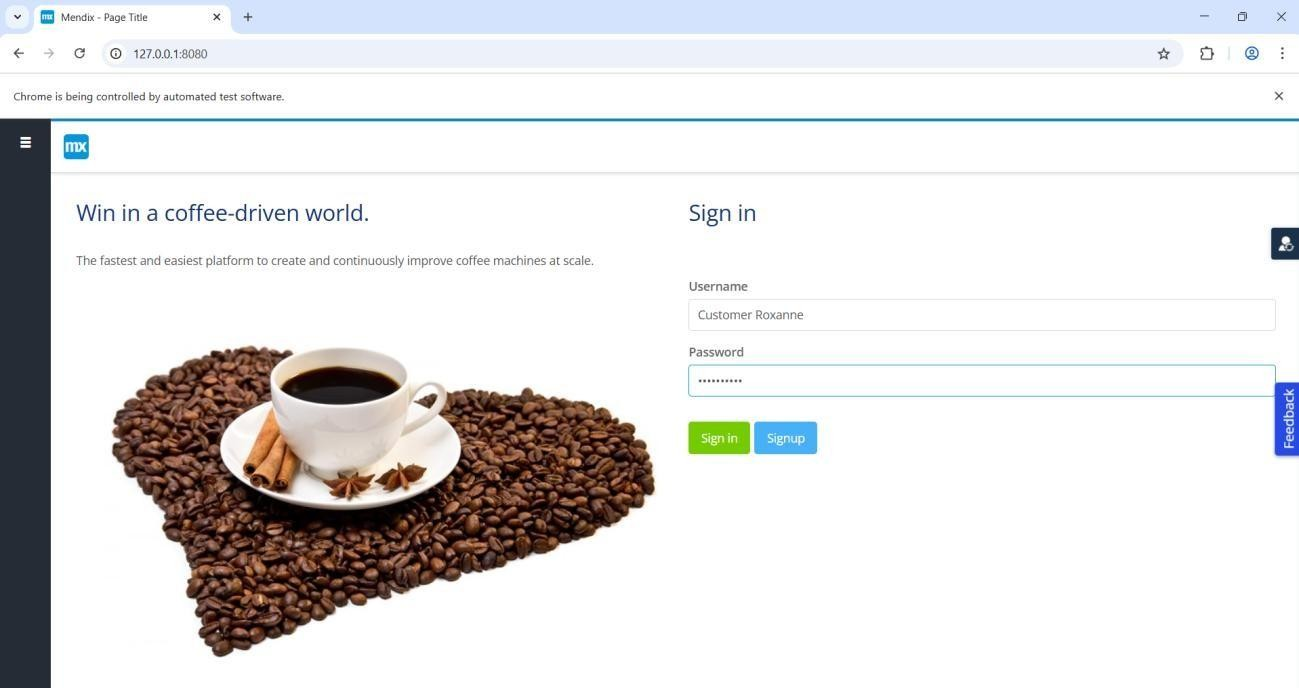 mx Mendix - Page Title
127.0.0.1:8080
Chrome is being controlled by automated test software.
mx
Win in a coffee-driven world.
The fastest and easiest platform to create and continuously improve coffee machines at scale.
Sign in
Username
Customer Roxanne
Password
••••••••••
Sign in Signup
Feedback